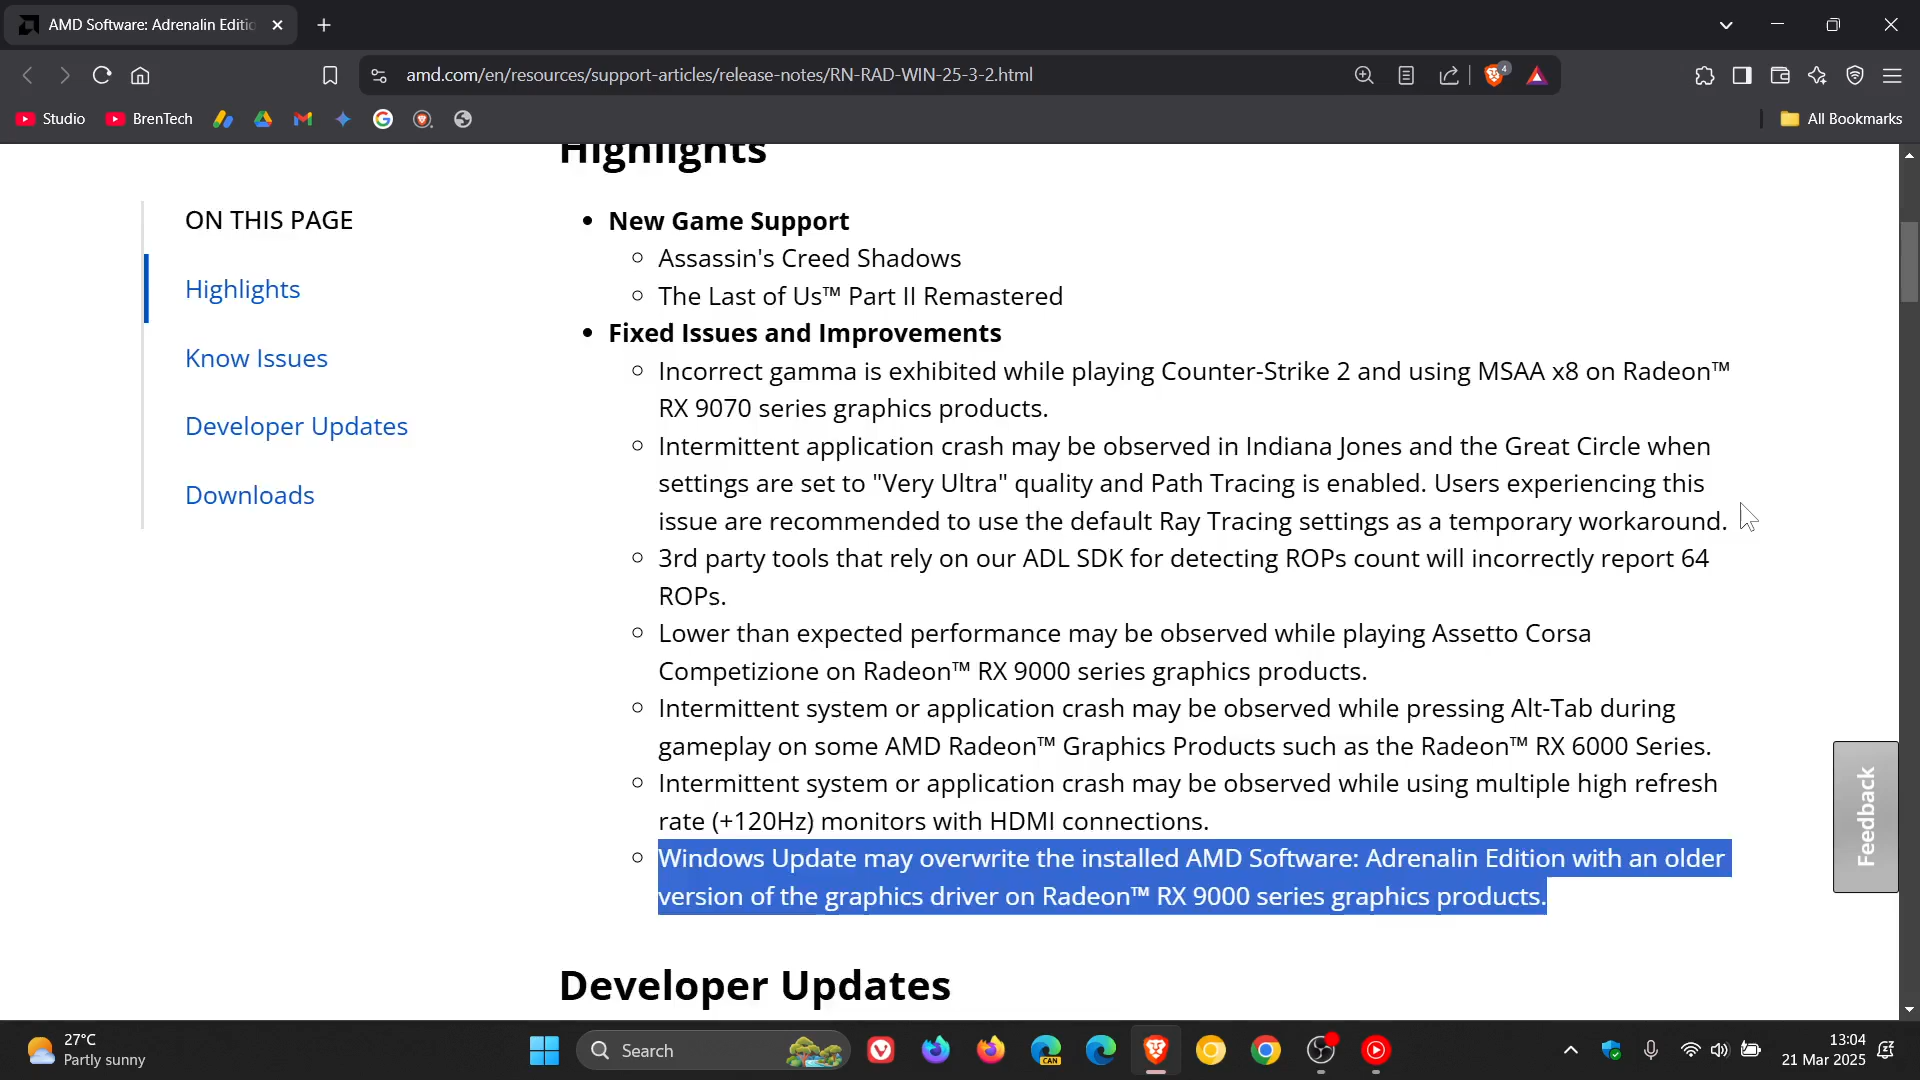 AMD Software: Adrenalin Editio
amd.com/en/resources/support-articles/release-notes/RN-RAD-WIN-25-3-2.html
4
Studio
BrenTech
All Bookmarks
Highlights
ON THIS PAGE
Highlights
Know Issues
Developer Updates
Downloads
• New Game Support
○ Assassin's Creed Shadows
○ The Last of Us™ Part II Remastered
• Fixed Issues and Improvements
○ Incorrect gamma is exhibited while playing Counter-Strike 2 and using MSAA x8 on Radeon™
RX 9070 series graphics products.
○ Intermittent application crash may be observed in Indiana Jones and the Great Circle when
settings are set to "Very Ultra" quality and Path Tracing is enabled. Users experiencing this
issue are recommended to use the default Ray Tracing settings as a temporary workaround.
○ 3rd party tools that rely on our ADL SDK for detecting ROPs count will incorrectly report 64
ROPs.
○ Lower than expected performance may be observed while playing Assetto Corsa
Competizione on Radeon™ RX 9000 series graphics products.
○ Intermittent system or application crash may be observed while pressing Alt-Tab during
gameplay on some AMD Radeon™ Graphics Products such as the Radeon™ RX 6000 Series.
○ Intermittent system or application crash may be observed while using multiple high refresh
rate (+120Hz) monitors with HDMI connections.
○ Windows Update may overwrite the installed AMD Software: Adrenalin Edition with an older
version of the graphics driver on Radeon™ RX 9000 series graphics products.
Developer Updates
Feedback
27°C
Partly sunny
Search
CAN
13:04
21 Mar 2025